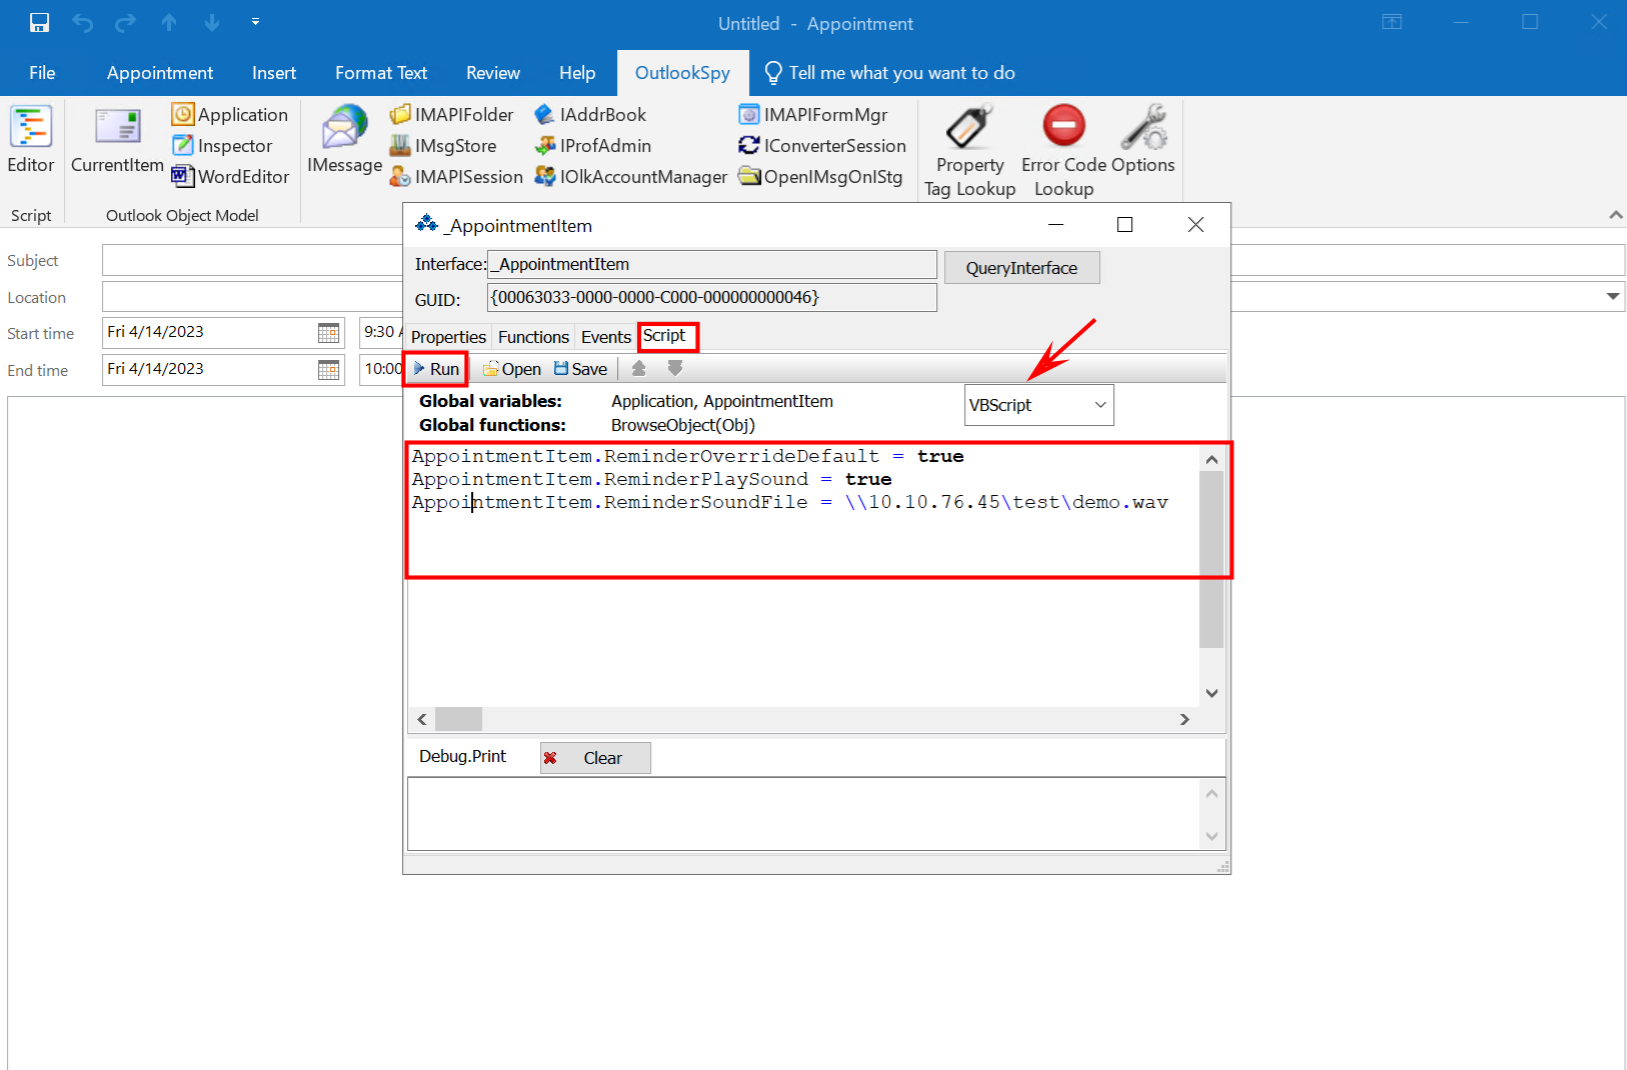 Untitled - Appointment
File Appointment Insert Format Text Review Help OutlookSpy Tell me what you want to do
Editor
Script
CurrentItem
Application
Inspector
WordEditor
Outlook Object Model
IMessage
IMAPIFolder
IMsgStore
IMAPISession
IAddrBook
IProfAdmin
IOlkAccountManager
IMAPIFormMgr
IConverterSession
OpenIMsgOnIStg
Property
Tag Lookup
Error Code
Lookup
Options
Subject
Location
Start time Fri 4/14/2023 9:30
End time Fri 4/14/2023 10:00
_AppointmentItem
Interface: _AppointmentItem QueryInterface
GUID: {00063033-0000-0000-C000-000000000046}
Properties Functions Events Script
Run Open Save
Global variables: Application, AppointmentItem
Global functions: BrowseObject(Obj)
VBScript
AppointmentItem.ReminderOverrideDefault = true
AppointmentItem.ReminderPlaySound = true
AppointmentItem.ReminderSoundFile = \\10.10.76.45\test\demo.wav
Debug.Print Clear